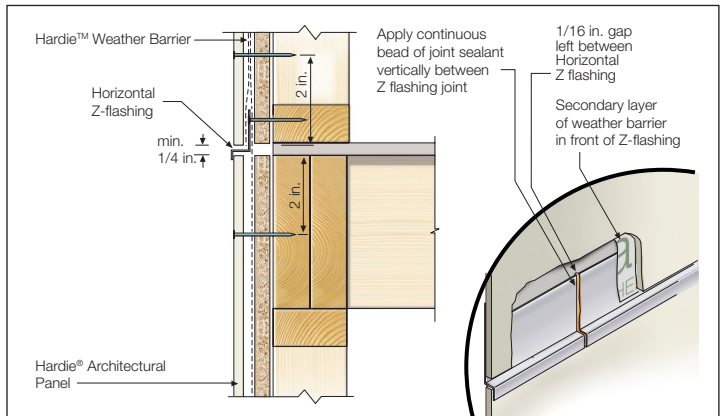 Hardie™ Weather Barrier
Horizontal
Z-flashing
min.
1/4 in.
2 in.
2 in.
Hardie® Architectural
Panel
Apply continuous
bead of joint sealant
vertically between
Z flashing joint
1/16 in. gap
left between
Horizontal
Z flashing
Secondary layer
of weather barrier
in front of Z-flashing
a
HE